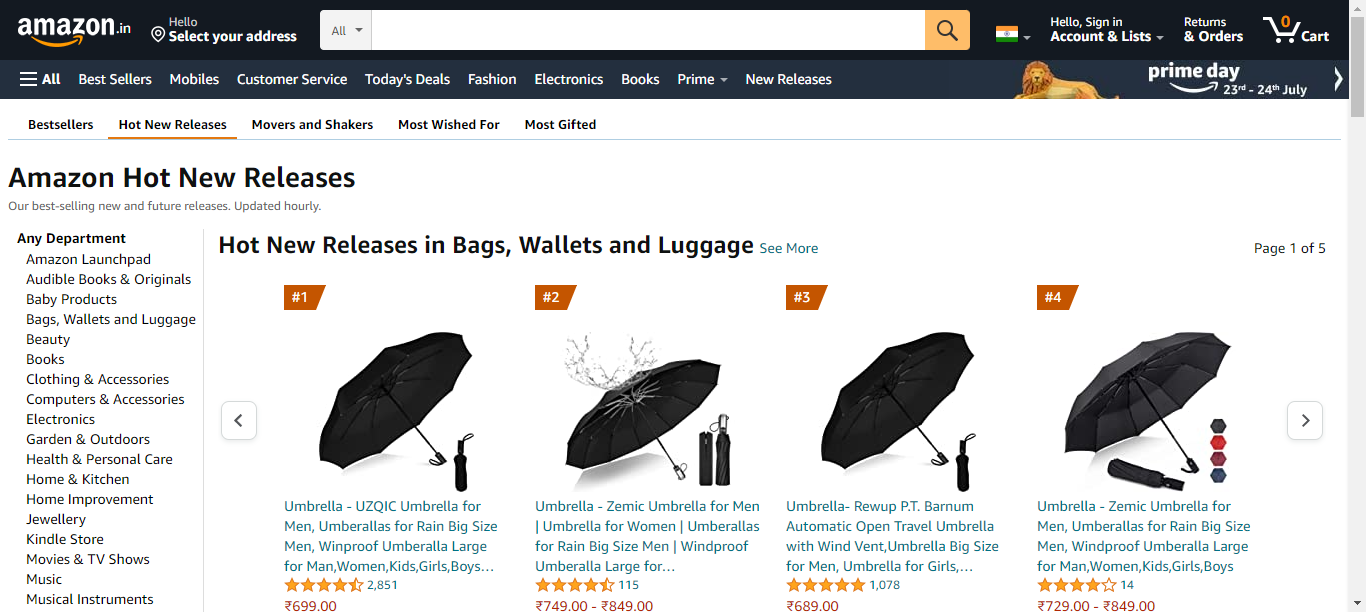 amazon.in
Hello
Select your address
All
Hello, Sign in
Account & Lists
Returns
& Orders
0
Cart
All
Best Sellers
Mobiles
Customer Service
Today's Deals
Fashion
Electronics
Books
Prime
New Releases
prime day
23rd - 24th July
Bestsellers
Hot New Releases
Movers and Shakers
Most Wished For
Most Gifted
Amazon Hot New Releases
Our best-selling new and future releases. Updated hourly.
Any Department
Amazon Launchpad
Audible Books & Originals
Baby Products
Bags, Wallets and Luggage
Beauty
Books
Clothing & Accessories
Computers & Accessories
Electronics
Garden & Outdoors
Health & Personal Care
Home & Kitchen
Home Improvement
Jewellery
Kindle Store
Movies & TV Shows
Music
Musical Instruments
Hot New Releases in Bags, Wallets and Luggage See More
Page 1 of 5
#1
Umbrella - UZQIC Umbrella for
Men, Umberallas for Rain Big Size
Men, Winproof Umberalla Large
for Man,Women,Kids,Girls,Boys…
2,851
₹699.00
#2
Umbrella - Zemic Umbrella for Men
| Umbrella for Women | Umberallas
for Rain Big Size Men | Windproof
Umberalla Large for…
115
₹749.00 - ₹849.00
#3
Umbrella- Rewup P.T. Barnum
Automatic Open Travel Umbrella
with Wind Vent,Umbrella Big Size
for Men, Umbrella for Girls,…
1,078
₹689.00
#4
Umbrella - Zemic Umbrella for
Men, Umberallas for Rain Big Size
Men, Windproof Umberalla Large
for Man,Women,Kids,Girls,Boys
14
₹729.00 - ₹849.00